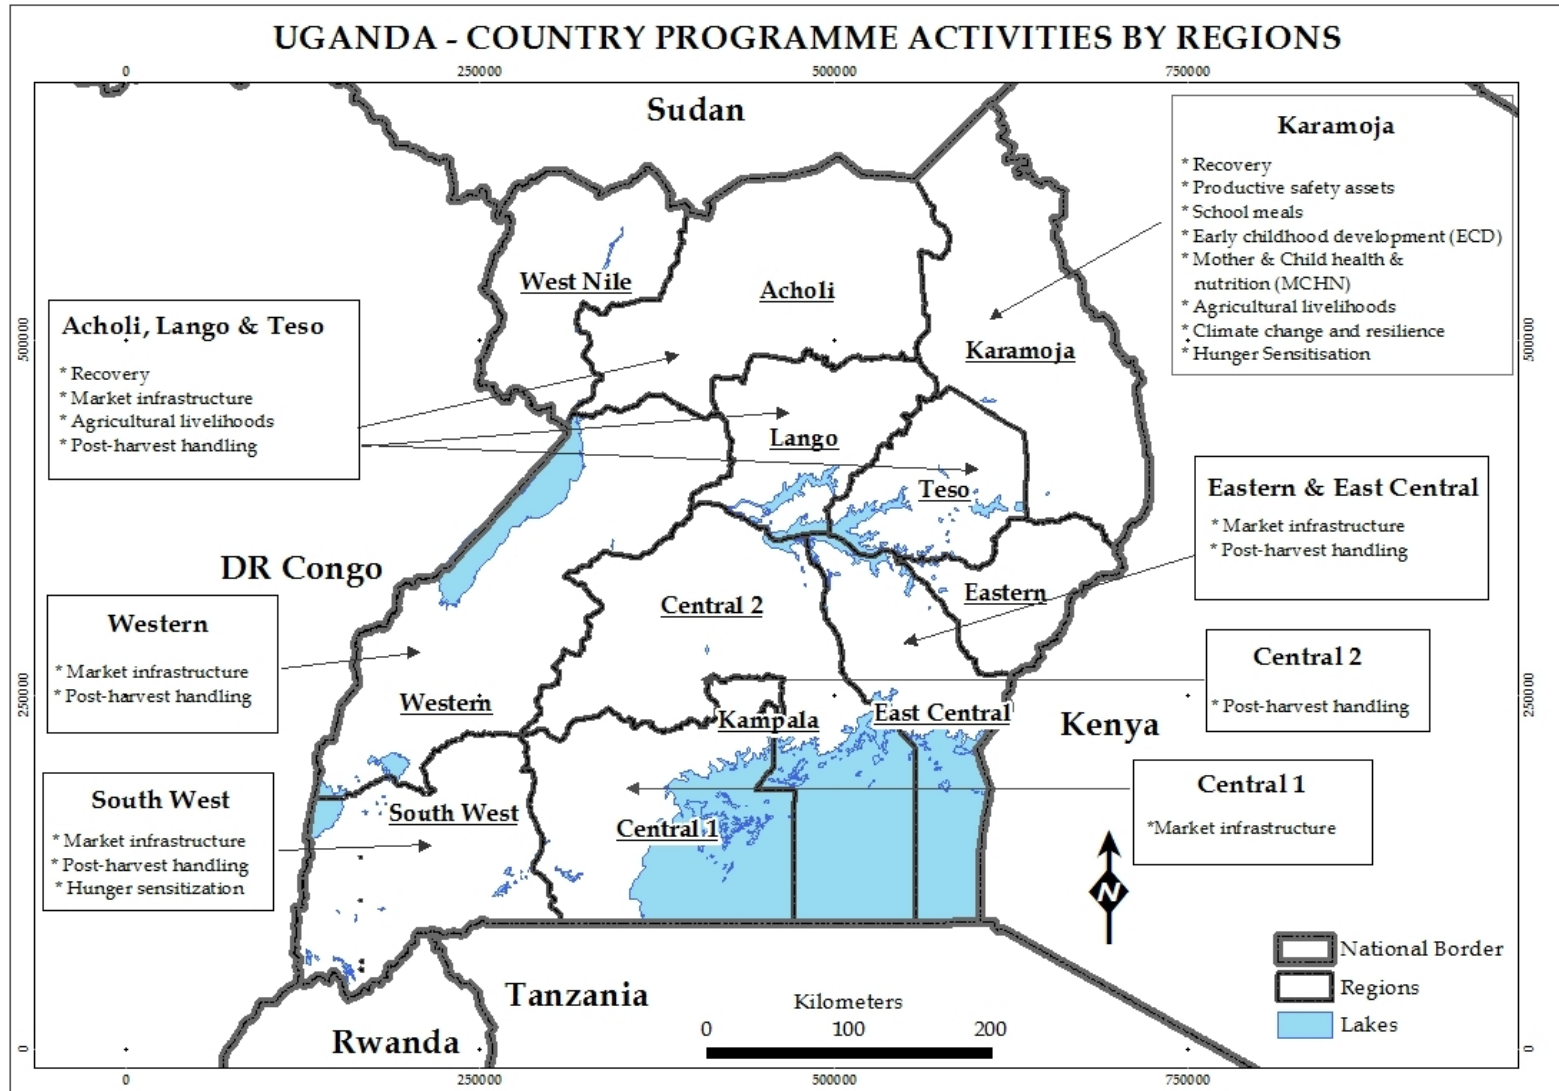 UGANDA - COUNTRY PROGRAMME ACTIVITIES BY REGIONS
0
250000
500000
750000
Sudan
Karamoja
* Recovery
* Productive safety assets
* School meals
* Early childhood development (ECD)
* Mother & Child health &
nutrition (MCHN)
* Agricultural livelihoods
* Climate change and resilience
* Hunger Sensitisation
West Nile
Acholi
Karamoja
Acholi, Lango & Teso
* Recovery
* Market infrastructure
* Agricultural livelihoods
* Post-harvest handling
500000
500000
Lango
Teso
Eastern & East Central
* Market infrastructure
* Post-harvest handling
DR Congo
Eastern
Central 2
Western
* Market infrastructure
* Post-harvest handling
Central 2
* Post-harvest handling
250000
250000
Western
Kampala
East Central
Kenya
South West
* Market infrastructure
* Post-harvest handling
* Hunger sensitization
South West
Central 1
Central 1
*Market infrastructure
N
National Border
Regions
Lakes
Tanzania
Rwanda
Kilometers
0
100
200
0
0
0
250000
500000
750000